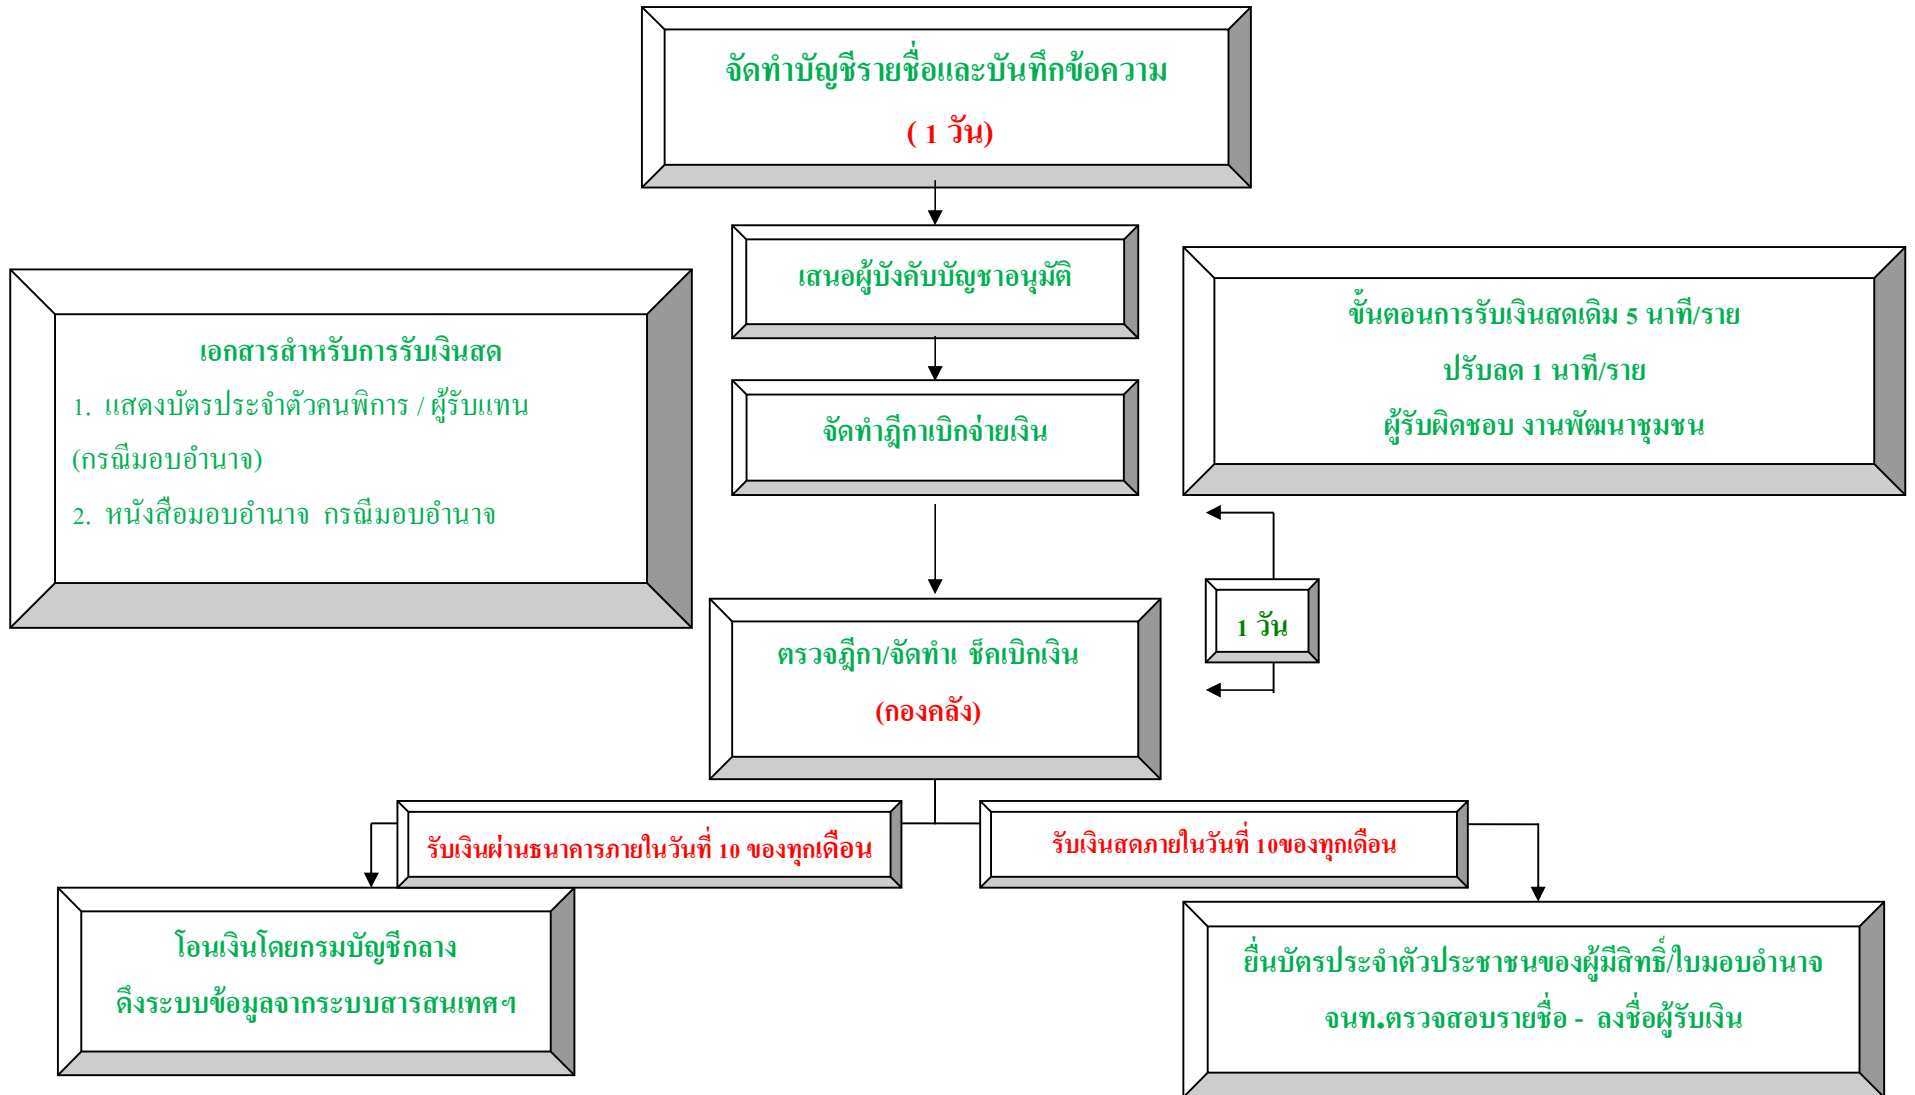 จัดทำบัญชีรายชื่อและบันทึกข้อความ
( 1 วัน)
เสนอผู้บังคับบัญชาอนุมัติ
จัดทำฎีกาเบิกจ่ายเงิน
เอกสารสำหรับการรับเงินสด
1. แสดงบัตรประจำตัวคนพิการ / ผู้รับแทน
(กรณีมอบอำนาจ)
2. หนังสือมอบอำนาจ กรณีมอบอำนาจ
ขั้นตอนการรับเงินสดเดิม 5 นาที/ราย
ปรับลด 1 นาที/ราย
ผู้รับผิดชอบ งานพัฒนาชุมชน
1 วัน
ตรวจฎีกา/จัดทำเ ช็คเบิกเงิน
(กองคลัง)
รับเงินผ่านธนาคารภายในวันที่ 10 ของทุกเดือน
รับเงินสดภายในวันที่ 10ของทุกเดือน
โอนเงินโดยกรมบัญชีกลาง
ดึงระบบข้อมูลจากระบบสารสนเทศฯ
ยื่นบัตรประจำตัวประชาชนของผู้มีสิทธิ์/ใบมอบอำนาจ
จนท.ตรวจสอบรายชื่อ - ลงชื่อผู้รับเงิน